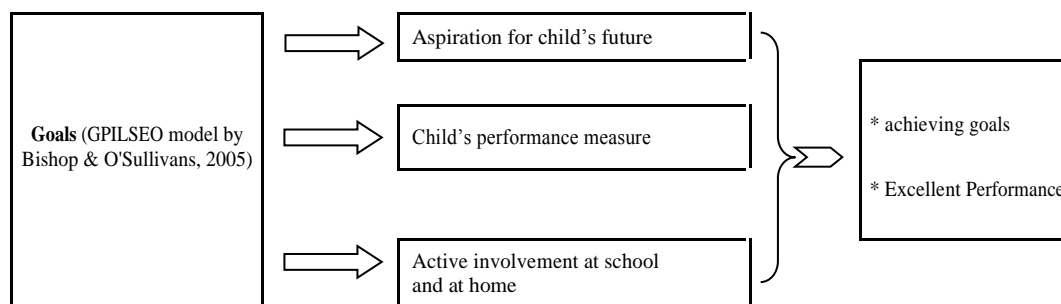 Goals (GPILSEO model by
Bishop & O'Sullivans, 2005)
Aspiration for child’s future
Child’s performance measure
Active involvement at school
and at home
* achieving goals
* Excellent Performance